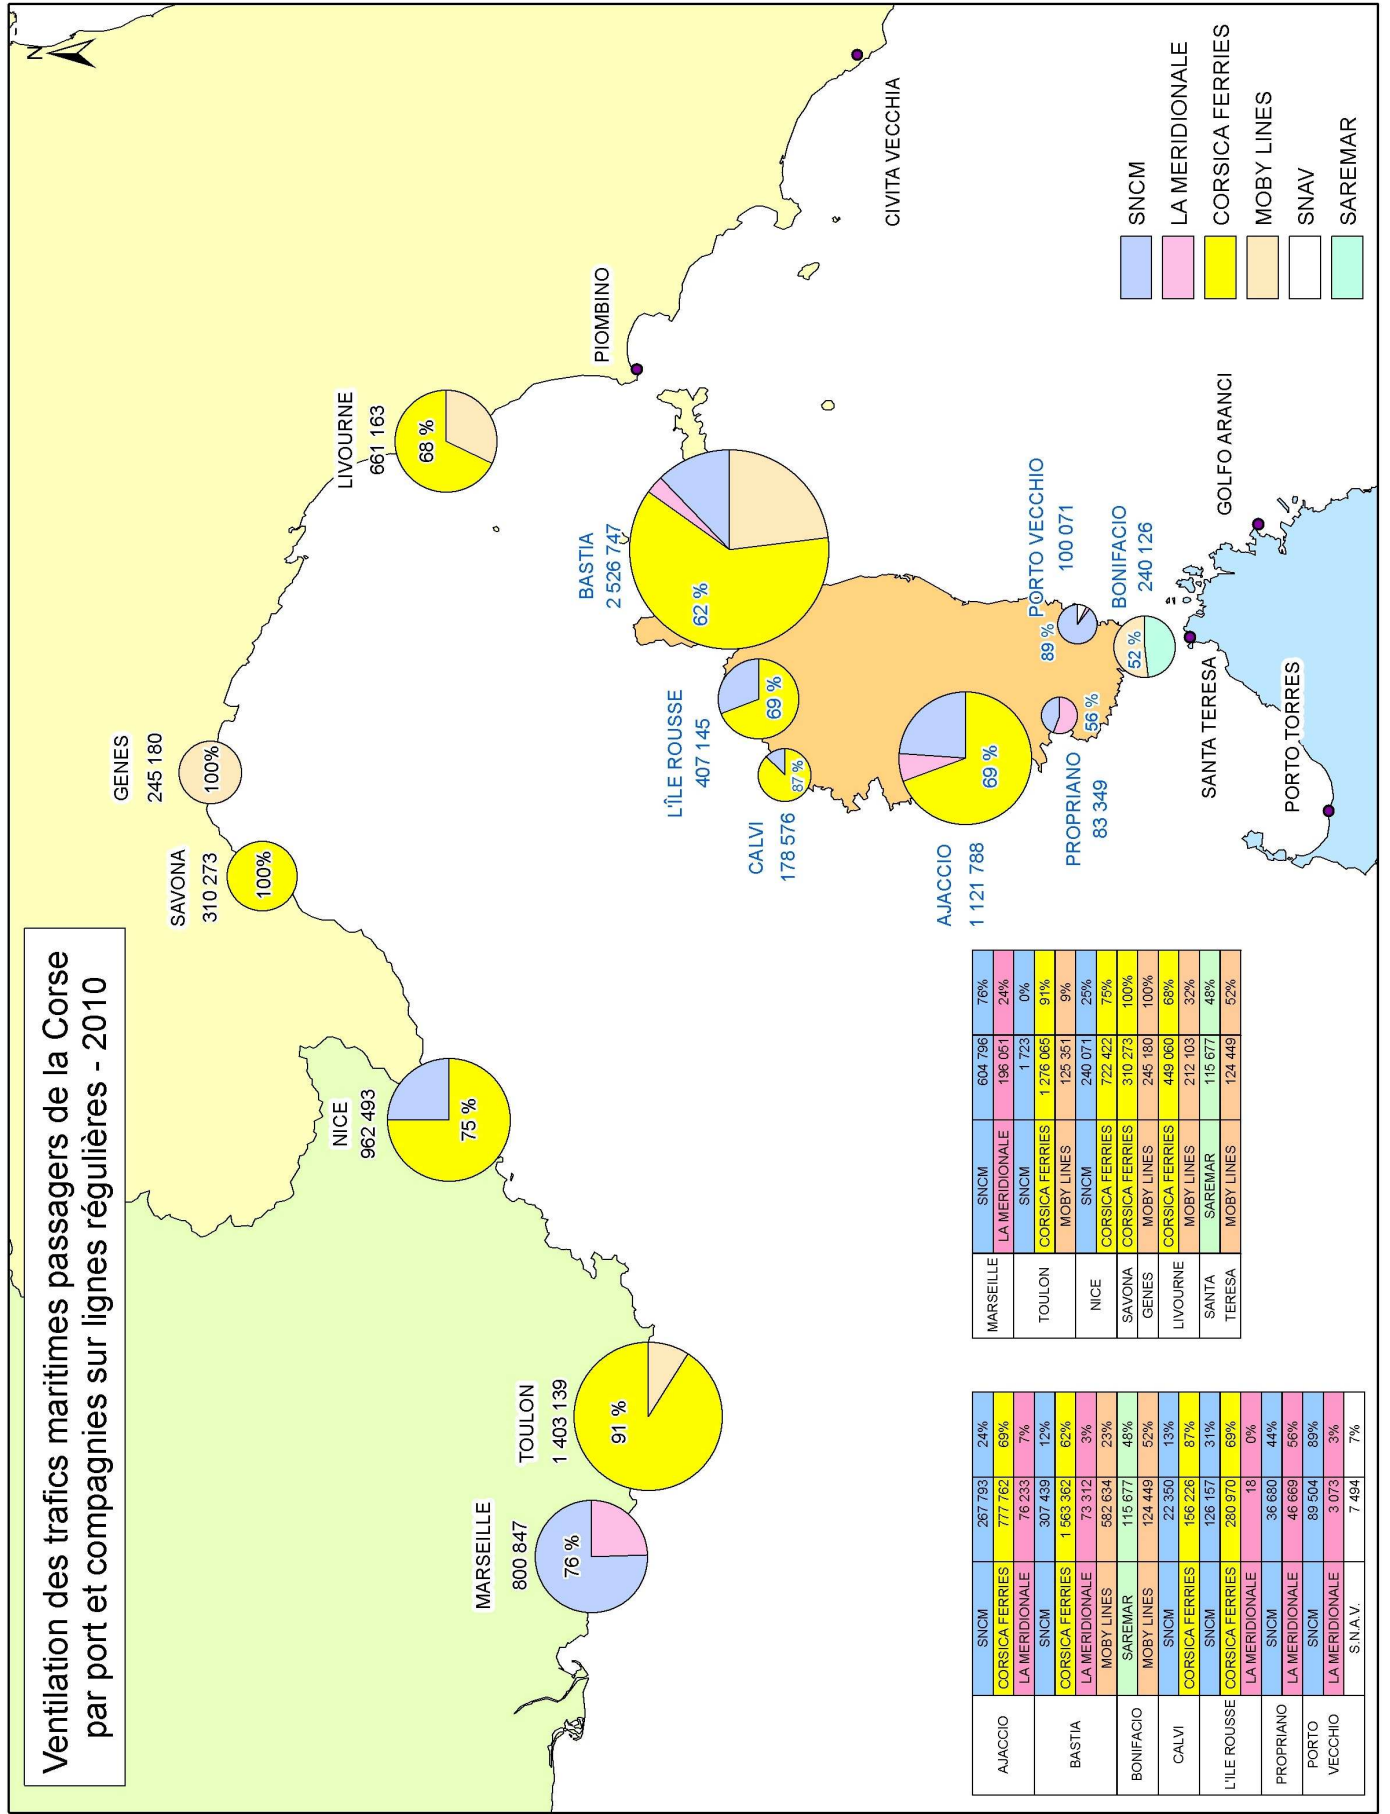 Ventilation des trafics maritimes passagers de la Corse
par port et compagnies sur lignes régulières - 2010
N
GENES
245 180
100%
SAVONA
310 273
100%
LIVOURNE
661 163
68 %
NICE
962 493
75 %
PIOMBINO
TOULON
1 403 139
91 %
MARSEILLE
800 847
76 %
BASTIA
2 526 747
62 %
L'ÎLE ROUSSE
407 145
69 %
CALVI
178 576
87 %
CIVITA VECCHIA
AJACCIO
1 121 788
69 %
PORTO VECCHIO
100 071
89 %
PROPRIANO
83 349
56 %
BONIFACIO
240 126
52 %
SANTA TERESA
GOLFO ARANCI
PORTO TORRES
SNCM
LA MERIDIONALE
CORSICA FERRIES
MOBY LINES
SNAV
SAREMAR
AJACCIO
SNCM 267 793 24%
CORSICA FERRIES 777 762 69%
LA MERIDIONALE 76 233 7%
BASTIA
SNCM 307 439 12%
CORSICA FERRIES 1 563 362 62%
LA MERIDIONALE 73 312 3%
MOBY LINES 582 634 23%
BONIFACIO
SAREMAR 115 677 48%
MOBY LINES 124 449 52%
CALVI
SNCM 22 350 13%
CORSICA FERRIES 156 226 87%
L'ILE ROUSSE
SNCM 126 157 31%
CORSICA FERRIES 280 970 69%
LA MERIDIONALE 18 0%
PROPRIANO
SNCM 36 680 44%
LA MERIDIONALE 46 669 56%
PORTO
VECCHIO
SNCM 89 504 89%
LA MERIDIONALE 3 073 3%
S.N.A.V. 7 494 7%
MARSEILLE
SNCM 604 796 76%
LA MERIDIONALE 196 051 24%
TOULON
SNCM 1 723 0%
CORSICA FERRIES 1 276 065 91%
MOBY LINES 125 351 9%
NICE
SNCM 240 071 25%
CORSICA FERRIES 722 422 75%
SAVONA CORSICA FERRIES 310 273 100%
GENES MOBY LINES 245 180 100%
LIVOURNE
CORSICA FERRIES 449 060 68%
MOBY LINES 212 103 32%
SANTA
TERESA
SAREMAR 115 677 48%
MOBY LINES 124 449 52%